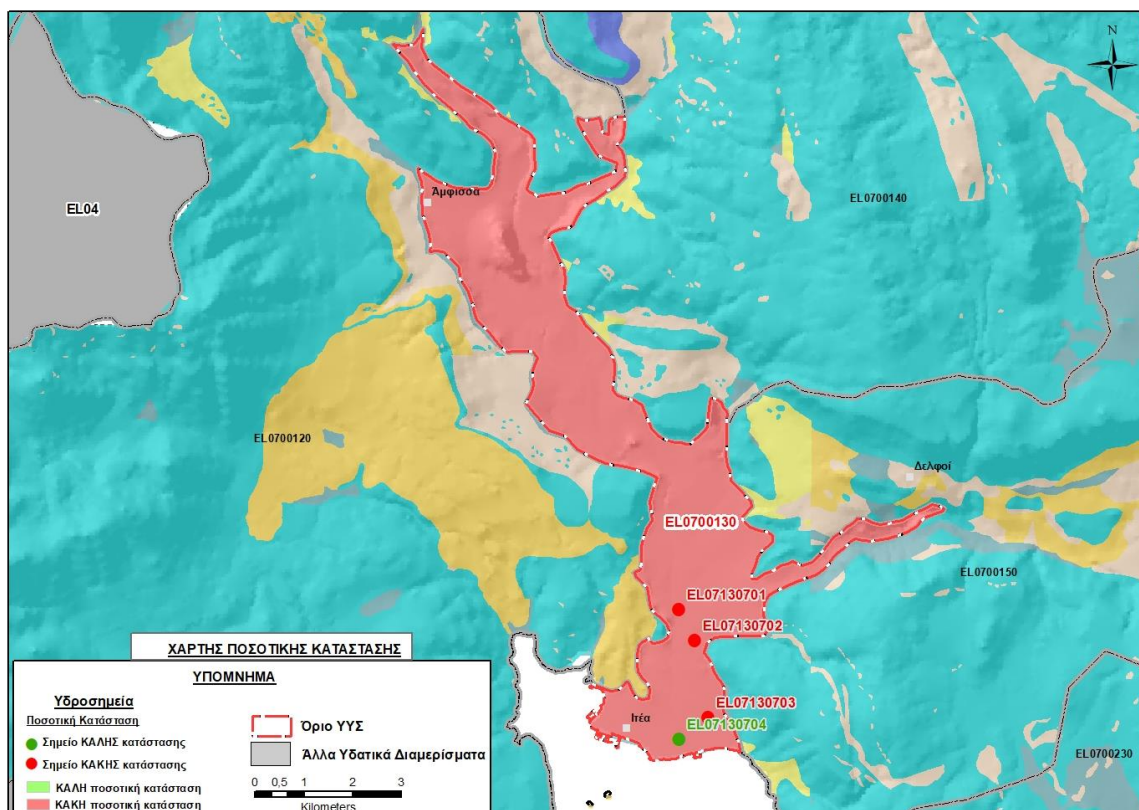 N
Άμφισσα
EL04
EL0700140
EL0700120
Δελφοί
EL0700130
EL0700150
EL07130701
EL07130702
EL07130703
EL07130704
Ιτέα
EL0700230
ΧΑΡΤΗΣ ΠΟΣΟΤΙΚΗΣ ΚΑΤΑΣΤΑΣΗΣ
ΥΠΟΜΝΗΜΑ
Υδροσημεία
Ποσοτική Κατάσταση
Σημείο ΚΑΛΗΣ κατάστασης
Σημείο ΚΑΚΗΣ κατάστασης
ΚΑΛΗ ποσοτική κατάσταση
ΚΑΚΗ ποσοτική κατάσταση
Όριο ΥΥΣ
Άλλα Υδατικά Διαμερίσματα
0 0,5 1 2 3
Kilometers